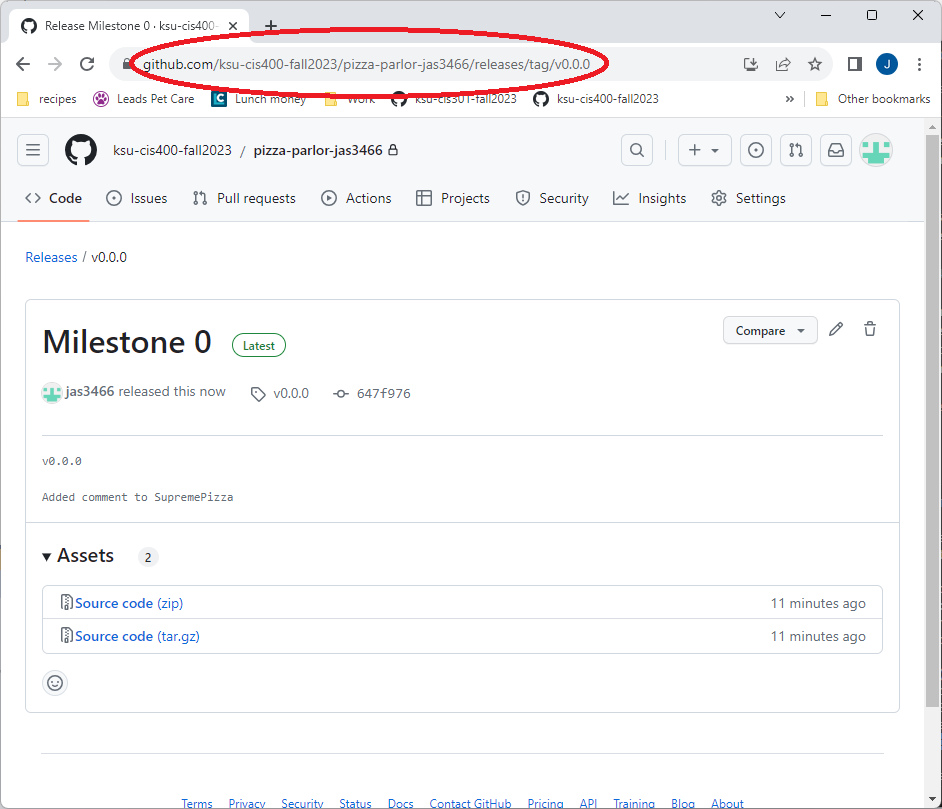 Release Milestone 0 · ksu-cis400-
github.com/ksu-cis400-fall2023/pizza-parlor-jas3466/releases/tag/v0.0.0
J
recipes Leads Pet Care C Lunch money Work ksu-cis301-fall2023 ksu-cis400-fall2023 » Other bookmarks
ksu-cis400-fall2023 / pizza-parlor-jas3466
Code Issues Pull requests Actions Projects Security Insights Settings
Releases / v0.0.0
Milestone 0 Latest Compare
jas3466 released this now v0.0.0 647f976
v0.0.0
Added comment to SupremePizza
Assets 2
Source code (zip) 11 minutes ago
Source code (tar.gz) 11 minutes ago
Terms Privacy Security Status Docs Contact GitHub Pricing API Training Blog About